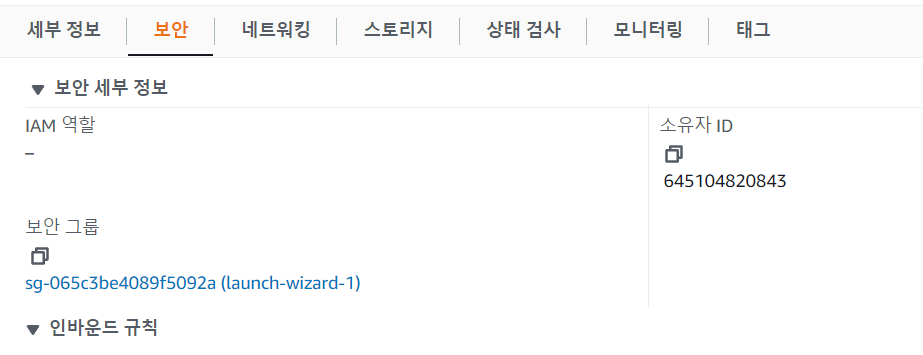 세부 정보 보안 네트워킹 스토리지 상태 검사 모니터링 태그
보안 세부 정보
IAM 역할
–
소유자 ID
645104820843
보안 그룹
sg-065c3be4089f5092a (launch-wizard-1)
인바운드 규칙